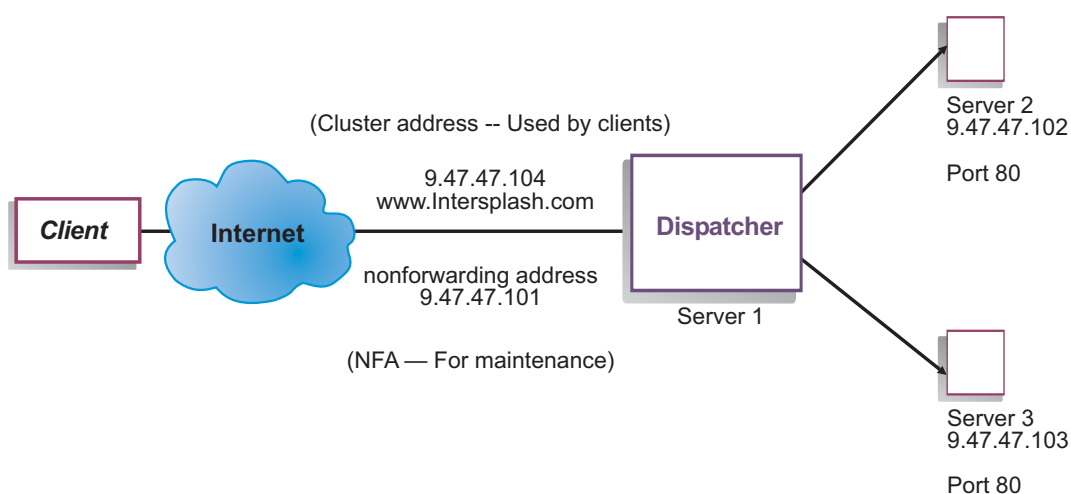 (Cluster address -- Used by clients)
9.47.47.104
www.Intersplash.com
Client
Internet
nonforwarding address
9.47.47.101
(NFA — For maintenance)
Dispatcher
Server 1
Server 2
9.47.47.102
Port 80
Server 3
9.47.47.103
Port 80